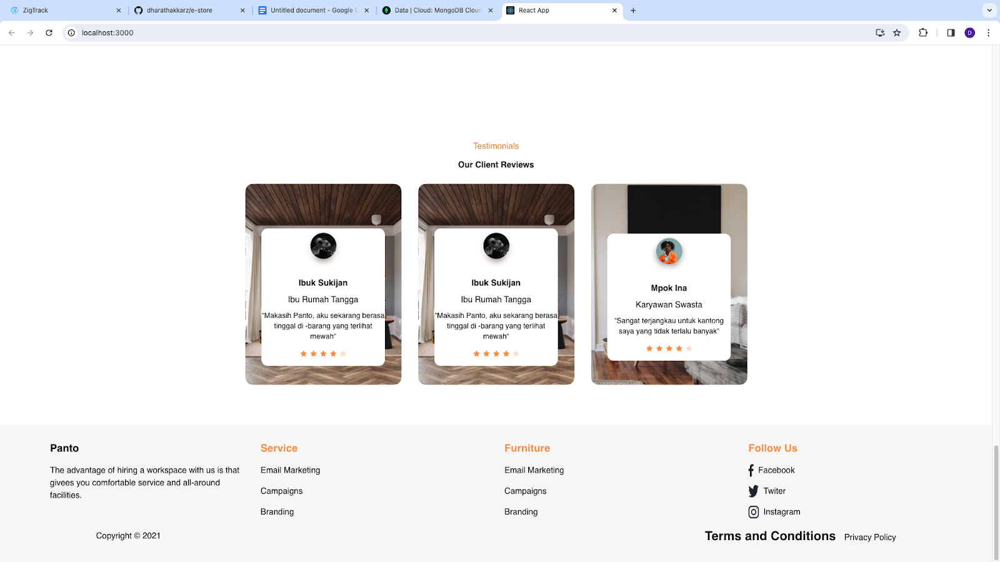 ZigTrack
dharathakkarz/e-store
Untitled document - Google D
Data | Cloud: MongoDB Cloud
React App
localhost:3000
D
Testimonials
Our Client Reviews
Ibuk Sukijan
Ibu Rumah Tangga
"Makasih Panto, aku sekarang berasa
tinggal di -barang yang terlihat
mewah"
Ibuk Sukijan
Ibu Rumah Tangga
"Makasih Panto, aku sekarang berasa
tinggal di -barang yang terlihat
mewah"
Mpok Ina
Karyawan Swasta
"Sangat terjangkau untuk kantong
saya yang tidak terlalu banyak"
Panto
The advantage of hiring a workspace with us is that
givees you comfortable service and all-around
facilities.
Service
Email Marketing
Campaigns
Branding
Furniture
Email Marketing
Campaigns
Branding
Follow Us
Facebook
Twiter
Instagram
Copyright © 2021
Terms and Conditions
Privacy Policy